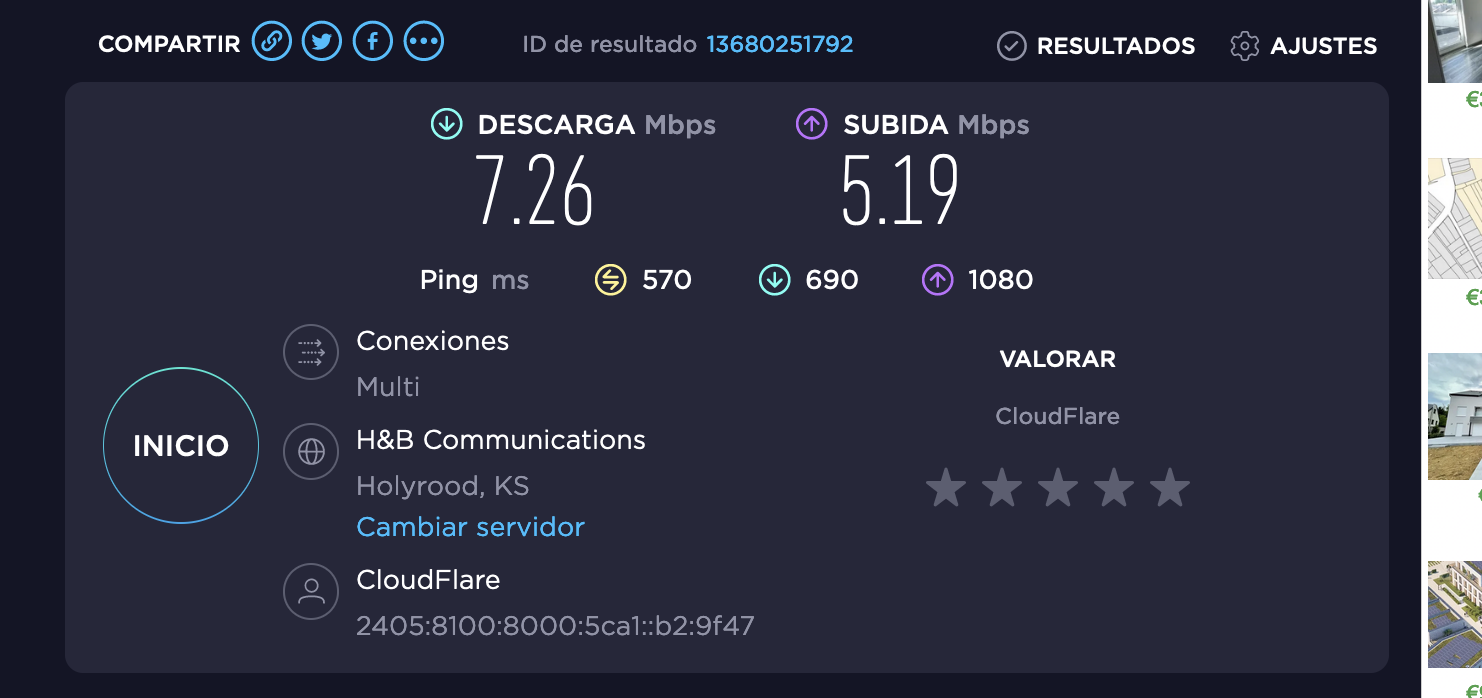 COMPARTIR
ID de resultado 13680251792
RESULTADOS
AJUSTES
DESCARGA Mbps
7.26
SUBIDA Mbps
5.19
Ping ms 570 690 1080
Conexiones
Multi
INICIO
H&B Communications
Holyrood, KS
Cambiar servidor
CloudFlare
2405:8100:8000:5ca1::b2:9f47
VALORAR
CloudFlare